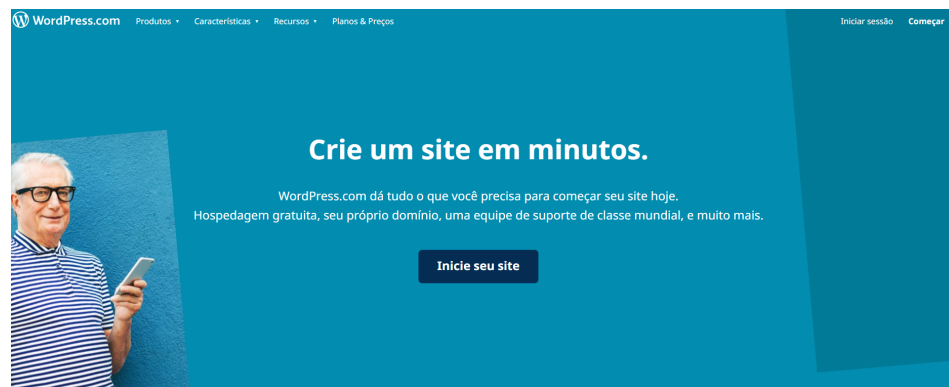 WordPress.com Produtos Características Recursos Planos & Preços Iniciar sessão Começar
Crie um site em minutos.
WordPress.com dá tudo o que você precisa para começar seu site hoje.
Hospedagem gratuita, seu próprio domínio, uma equipe de suporte de classe mundial, e muito mais.
Inicie seu site